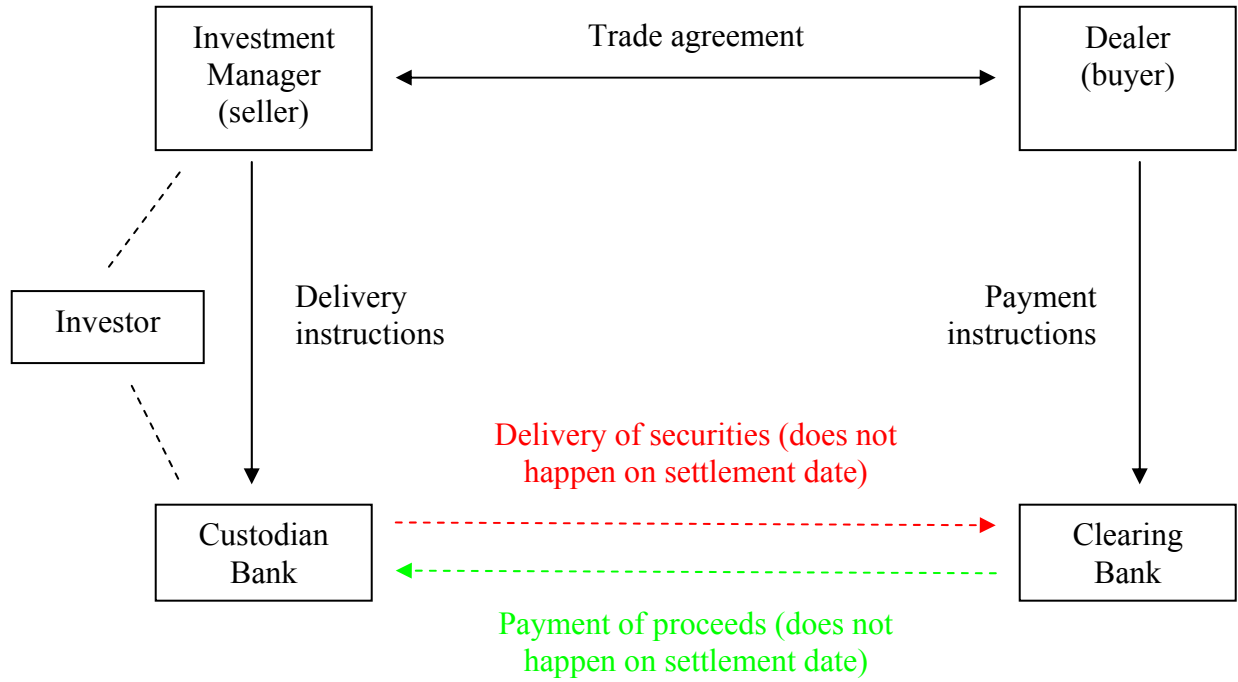 Investment
Manager
(seller)
Trade agreement
Dealer
(buyer)
Investor
Delivery
instructions
Payment
instructions
Delivery of securities (does not
happen on settlement date)
Custodian
Bank
Clearing
Bank
Payment of proceeds (does not
happen on settlement date)